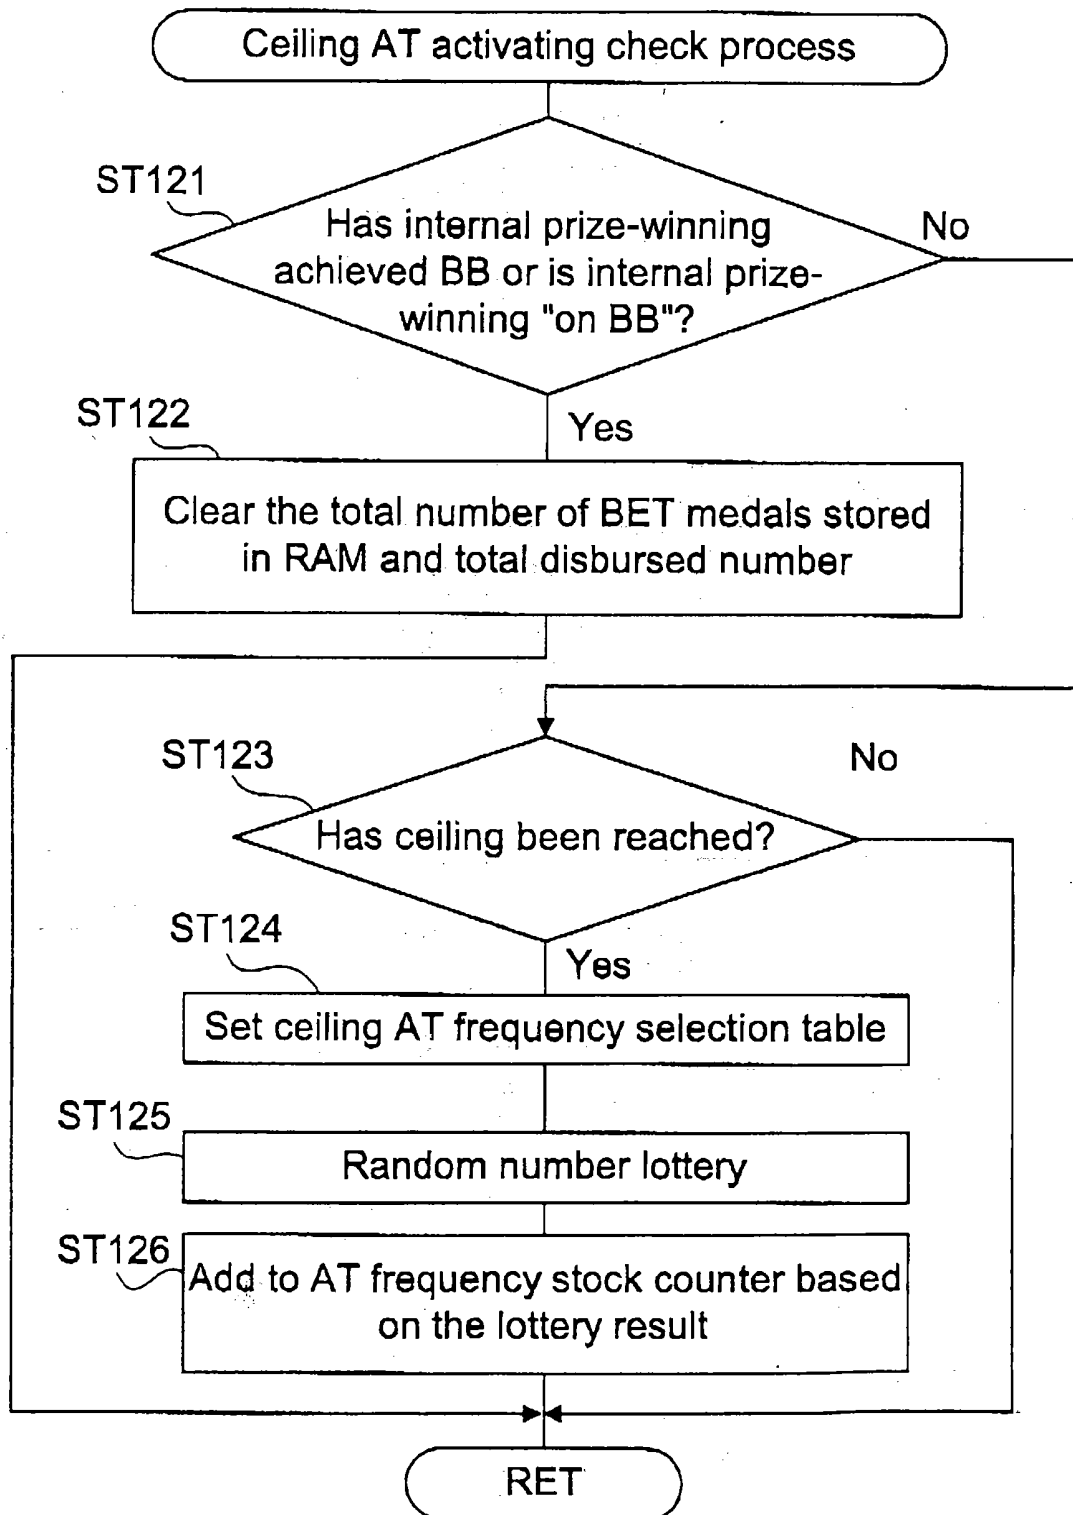 Ceiling AT activating check process
ST121
Has internal prize-winning
achieved BB or is internal prize-
winning "on BB"?
No
ST122
Yes
Clear the total number of BET medals stored
in RAM and total disbursed number
ST123
No
Has ceiling been reached?
ST124
Yes
Set ceiling AT frequency selection table
ST125
Random number lottery
ST126
Add to AT frequency stock counter based
on the lottery result
RET